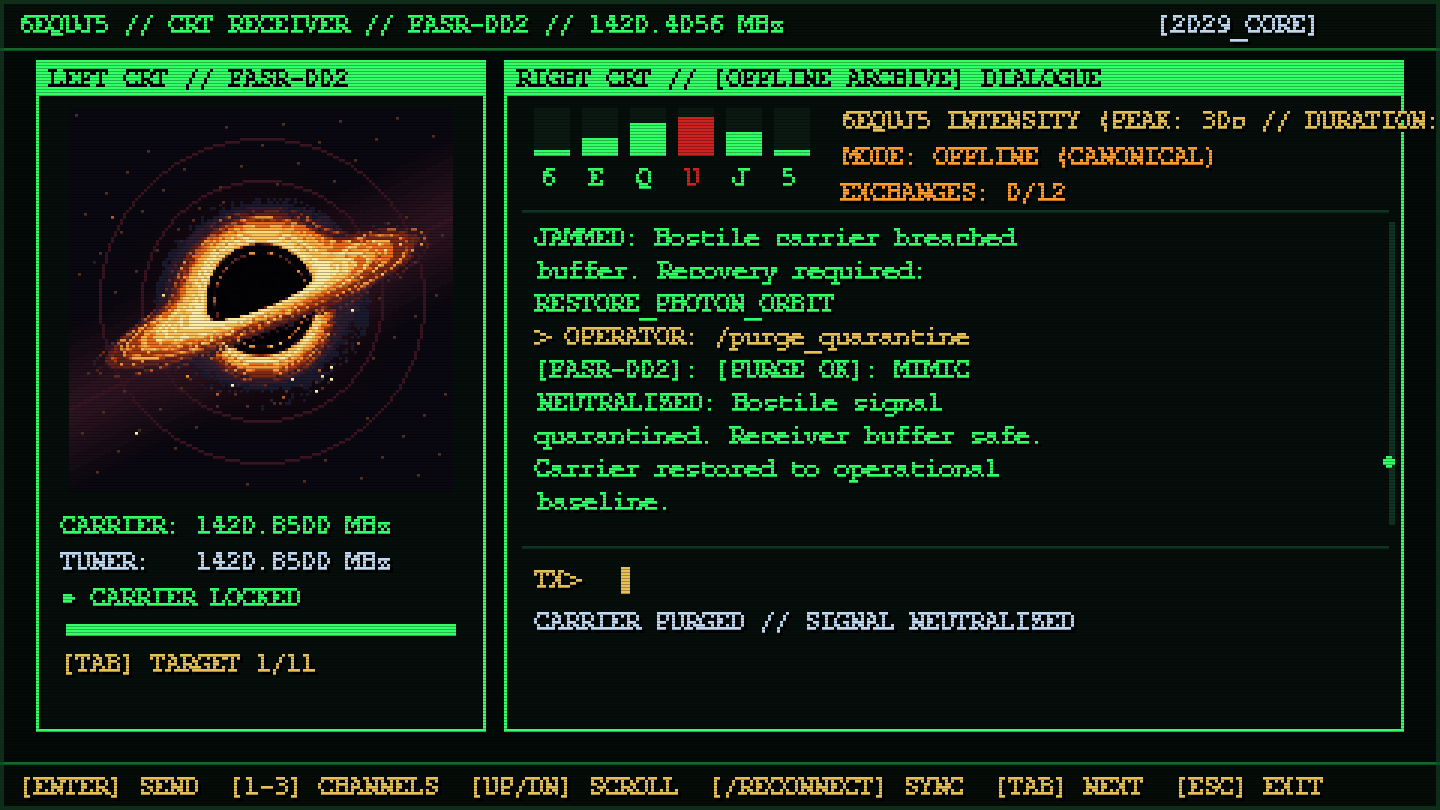 6EQUJ5 // CRT RECEIVER // FASR-002 // 1420.4056 MHz
[2029_CORE]
LEFT CRT // FASR-002
CARRIER: 1420.8500 MHz
TUNER: 1420.8500 MHz
CARRIER LOCKED
[TAB] TARGET 1/11
RIGHT CRT // [OFFLINE ARCHIVE] DIALOGUE
6 E Q U J 5
6EQUJ5 INTENSITY (PEAK: 30σ // DURATION:
MODE: OFFLINE (CANONICAL)
EXCHANGES: 0/12
JAMMED: Hostile carrier breached
buffer. Recovery required:
RESTORE_PHOTON_ORBIT
> OPERATOR: /purge_quarantine
[FASR-002]: [PURGE OK]: MIMIC
NEUTRALIZED: Hostile signal
quarantined. Receiver buffer safe.
Carrier restored to operational
baseline.
TX>
CARRIER PURGED // SIGNAL NEUTRALIZED
[ENTER] SEND [1-3] CHANNELS [UP/DN] SCROLL [/RECONNECT] SYNC [TAB] NEXT [ESC] EXIT